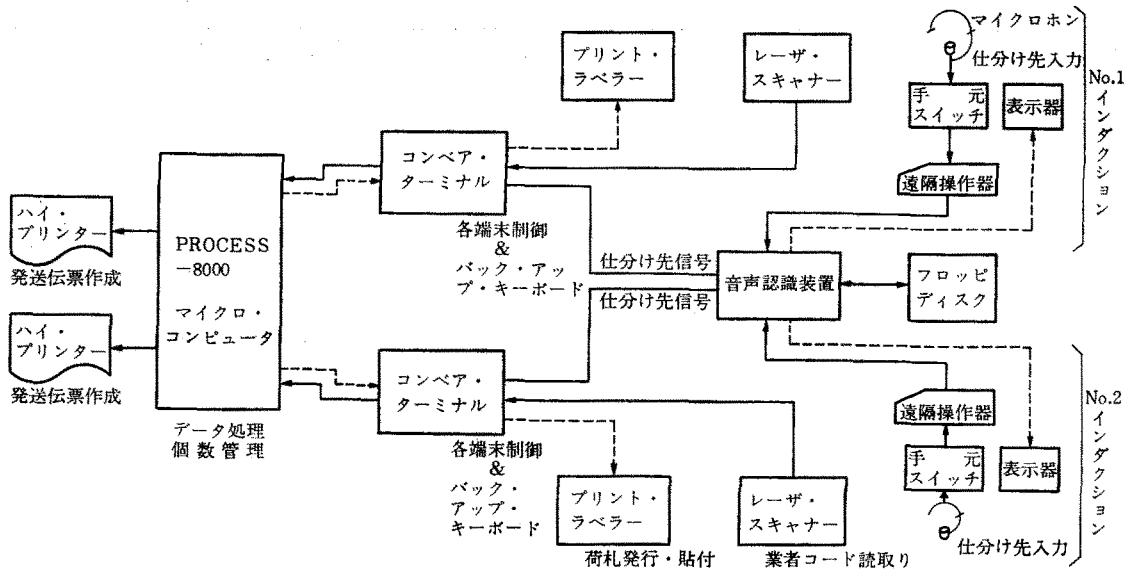 マイクロホン
仕分け先入力
No.1
インダクション
プリント・
ラベラー
レーザ・
スキャナー
手元
スイッチ
表示器
コンベア・
ターミナル
遠隔操作器
各端末制御
&
バック・アッ
プ・キーボード
ハイ・
プリンター
発送伝票作成
PROCESS
−8000
マイクロ・
コンピュータ
仕分け先信号
仕分け先信号
音声認識装置
フロッピ
ディスク
ハイ・
プリンター
発送伝票作成
データ処理
個数管理
コンベア・
ターミナル
各端末制御
&
バック・
アップ・
キーボード
プリント・
ラベラー
荷札発行・貼付
レーザ・
スキャナー
業者コード読取り
遠隔操作器
手元
スイッチ
表示器
仕分け先入力
No.2
インダクション